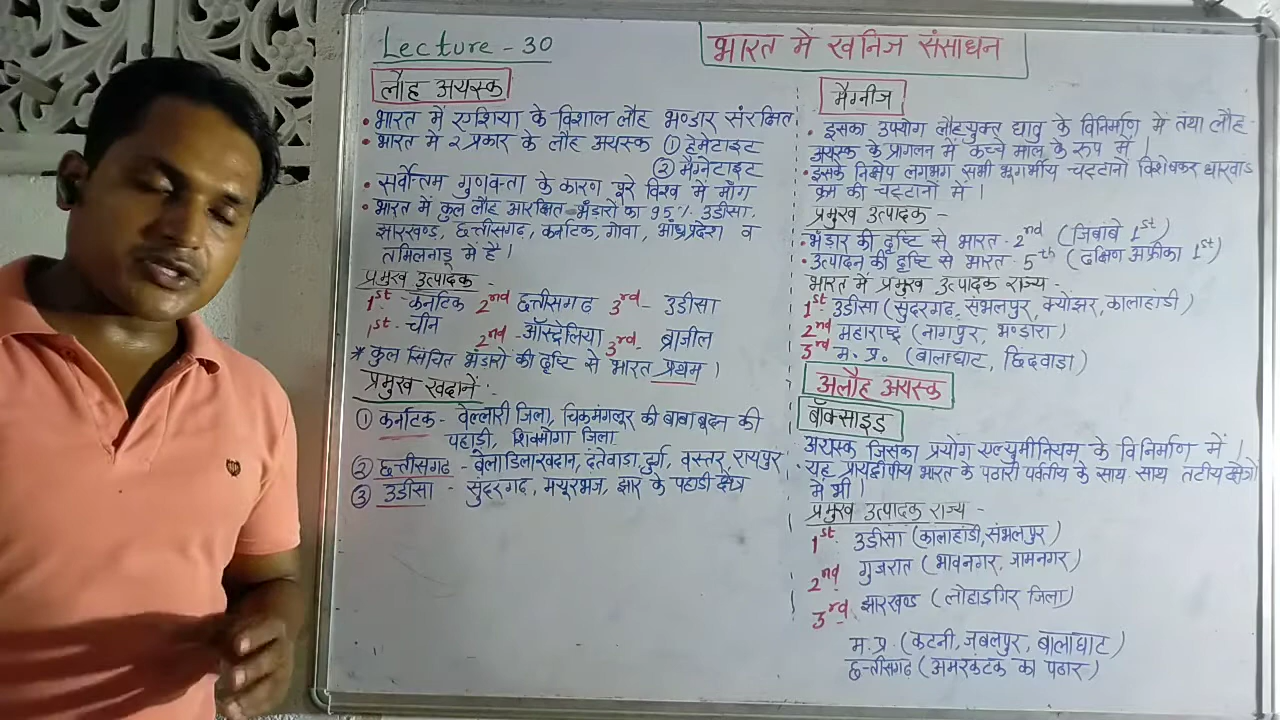 Lecture - 30
भारत में खनिज संसाधन
लौह अयस्क
• भारत में एशिया के विशाल लौह भण्डार संरक्षित
• भारत में 2 प्रकार के लौह अयस्क ① हेमेटाइट
② मैग्नेटाइट
• सर्वोत्तम गुणवत्ता के कारण पूरे विश्व में माँग
• भारत में कुल लौह आरक्षित भंडारों का 95% उडीसा,
झारखण्ड, छत्तीसगढ, कर्नाटक, गोवा, आंध्रप्रदेश व
तमिलनाडु में है।
प्रमुख उत्पादक -
1st - कर्नाटक 2nd छत्तीसगढ 3rd - उडीसा
1st - चीन 2nd - ऑस्ट्रेलिया 3rd - ब्राजील
* कुल संचित भंडारों की दृष्टि से भारत प्रथम।
प्रमुख खदानें -
① कर्नाटक - वेल्लारी जिला, चिकमंगलूर की बाबाबूदन की
पहाड़ी, शिवमोगा जिला
② छत्तीसगढ - बेलाडिला खदान, दंतेवाडा, दुर्ग, बस्तर, रायपुर
③ उडीसा - सुंदरगढ, मयूरभंज, झार के पहाडी क्षेत्र
मैग्नीज
• इसका उपयोग लौहयुक्त धातु के विनिर्माण में तथा लौह-
अयस्क के प्रगलन में कच्चे माल के रूप में।
• इसके निक्षेप लगभग सभी भूगर्भीय चट्टानों विशेषकर धारवाड
क्रम की चट्टानों में।
प्रमुख उत्पादक -
• भंडार की दृष्टि से भारत - 2nd (जिंबांबे 1st)
• उत्पादन की दृष्टि से भारत - 5th (दक्षिण अफ्रीका 1st)
भारत में प्रमुख उत्पादक राज्य -
1st उडीसा (सुंदरगढ, संभलपुर, क्योंझर, कालाहांडी)
2nd महाराष्ट्र (नागपुर, भण्डारा)
3rd म. प्र. (बालाघाट, छिंदवाडा)
अलौह अयस्क
बॉक्साइड
अयस्क जिसका प्रयोग एल्यूमीनियम के विनिर्माण में।
• यह प्रायद्वीपीय भारत के पठारी पर्वतीय के साथ-साथ तटीय क्षेत्रों
में भी।
प्रमुख उत्पादक राज्य -
1st उडीसा (कालाहांडी, संभलपुर)
2nd गुजरात (भावनगर, जामनगर)
3rd झारखण्ड (लोहाडगिर जिला)
म. प्र. (कटनी, जबलपुर, बालाघाट)
छत्तीसगढ (अमरकंटक का पठार)